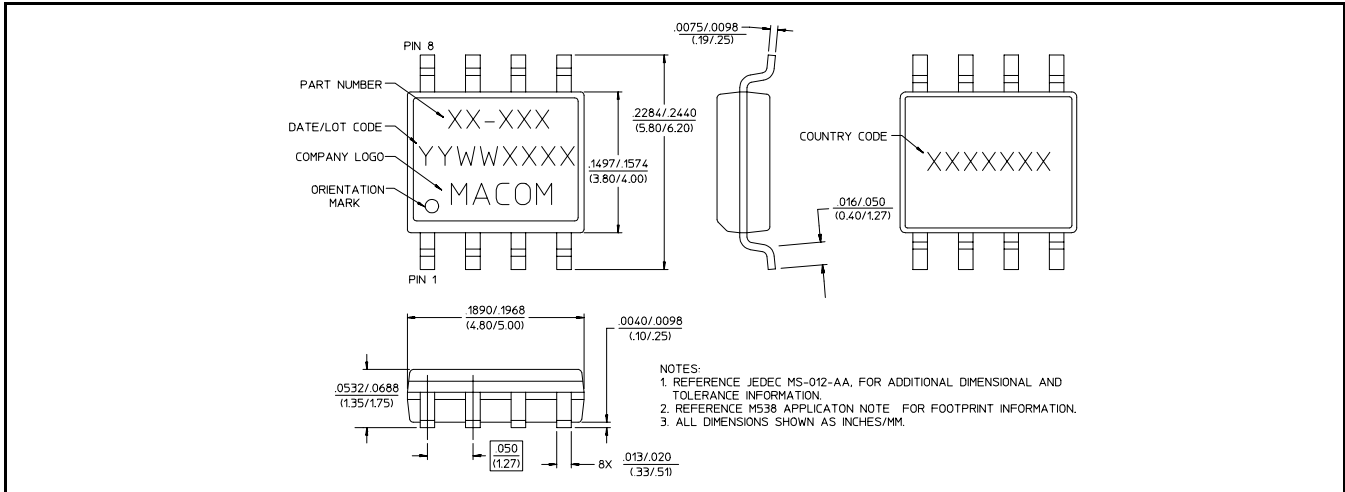 PIN 8
PART NUMBER
XX-XXX
DATE/LOT CODE
YYWWXXXX
COMPANY LOGO
MACOM
ORIENTATION
MARK
PIN 1
.2284/.2440
(5.80/6.20)
.1497/.1574
(3.80/4.00)
.0075/.0098
(.19/.25)
.016/.050
(0.40/1.27)
COUNTRY CODE
XXXXXXX
.1890/.1968
(4.80/5.00)
.0040/.0098
(.10/.25)
.0532/.0688
(1.35/1.75)
.050
(1.27)
8X .013/.020
(.33/.51)
NOTES:
1. REFERENCE JEDEC MS-012-AA, FOR ADDITIONAL DIMENSIONAL AND
TOLERANCE INFORMATION.
2. REFERENCE M538 APPLICATON NOTE FOR FOOTPRINT INFORMATION.
3. ALL DIMENSIONS SHOWN AS INCHES/MM.